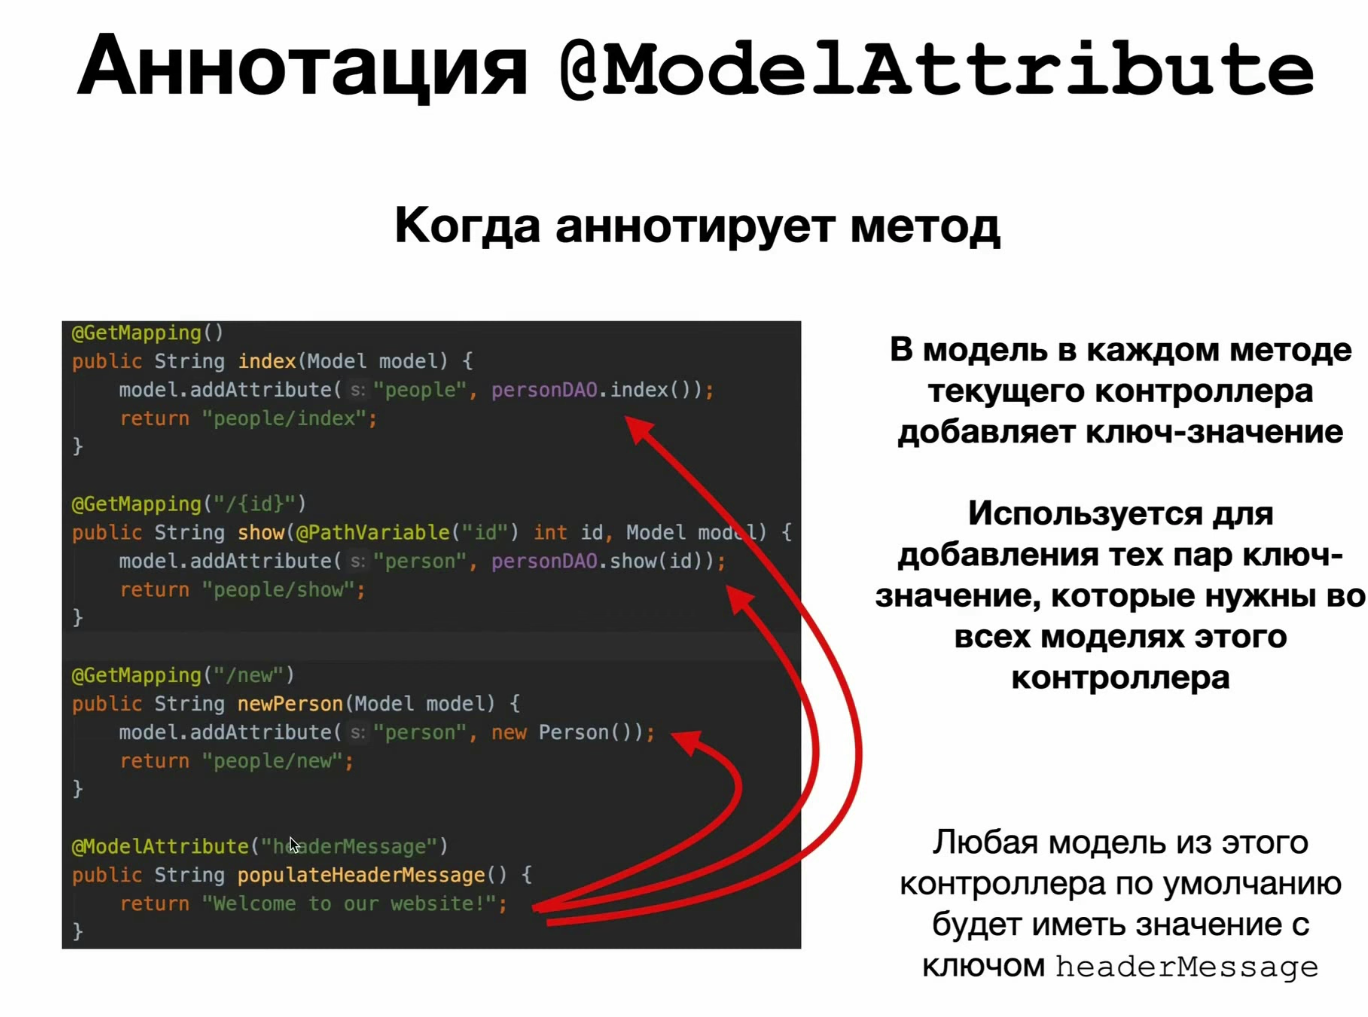 Аннотация @ModelAttribute
Когда аннотирует метод
@GetMapping()
public String index(Model model) {
model.addAttribute( s: "people", personDAO.index());
return "people/index";
}
@GetMapping("/{id}")
public String show(@PathVariable("id") int id, Model model) {
model.addAttribute( s: "person", personDAO.show(id));
return "people/show";
}
@GetMapping("/new")
public String newPerson(Model model) {
model.addAttribute( s: "person", new Person());
return "people/new";
}
@ModelAttribute("headerMessage")
public String populateHeaderMessage() {
return "Welcome to our website!";
}
В модель в каждом методе
текущего контроллера
добавляет ключ-значение
Используется для
добавления тех пар ключ-
значение, которые нужны во
всех моделях этого
контроллера
Любая модель из этого
контроллера по умолчанию
будет иметь значение с
ключом headerMessage